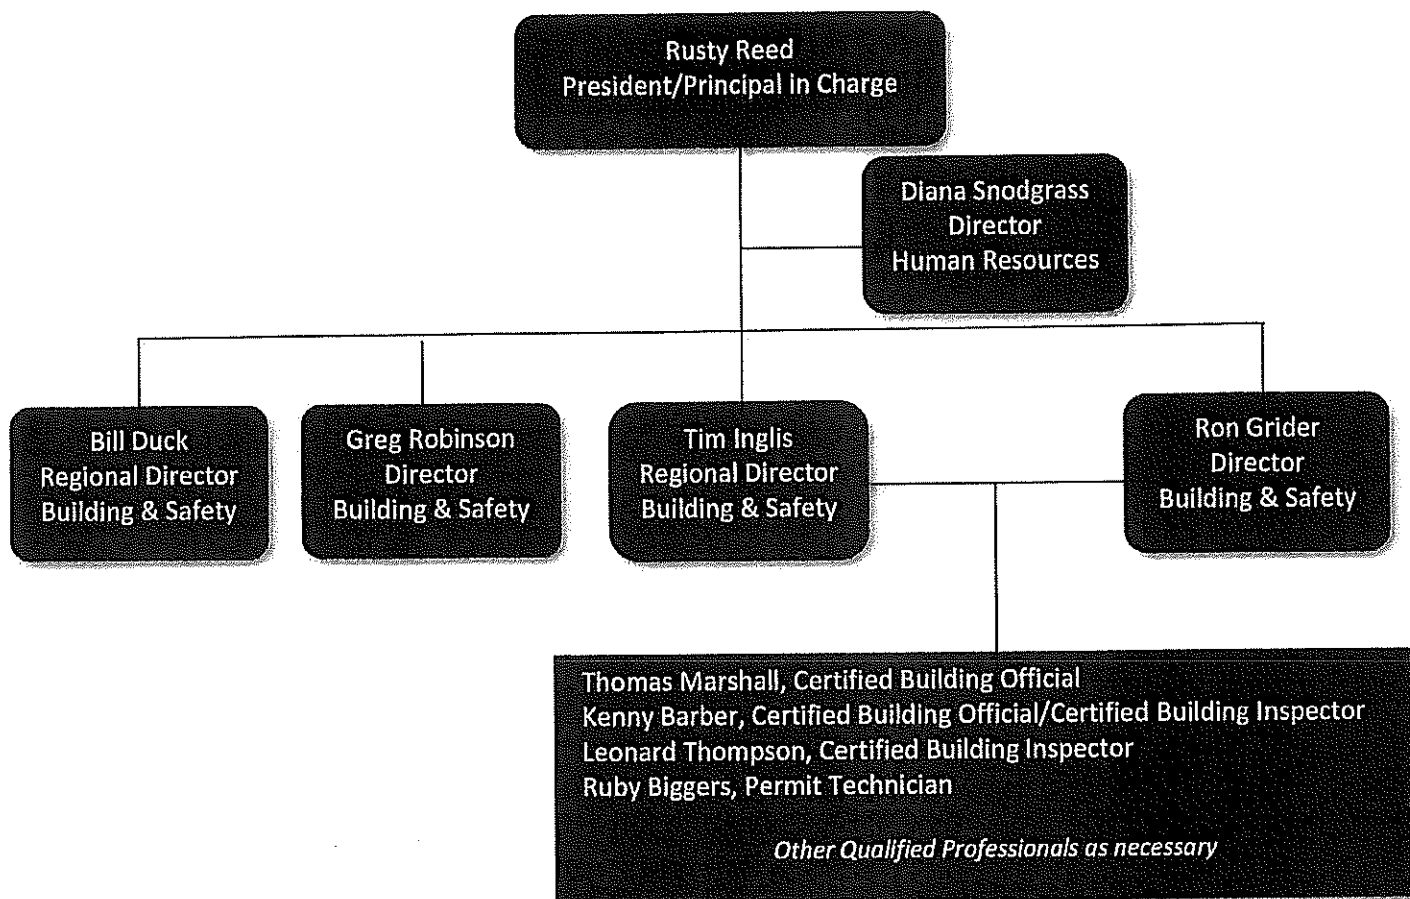 Rusty Reed
President/Principal in Charge
Diana Snodgrass
Director
Human Resources
Bill Duck
Regional Director
Building & Safety
Greg Robinson
Director
Building & Safety
Tim Inglis
Regional Director
Building & Safety
Ron Grider
Director
Building & Safety
Thomas Marshall, Certified Building Official
Kenny Barber, Certified Building Official/Certified Building Inspector
Leonard Thompson, Certified Building Inspector
Ruby Biggers, Permit Technician
Other Qualified Professionals as necessary